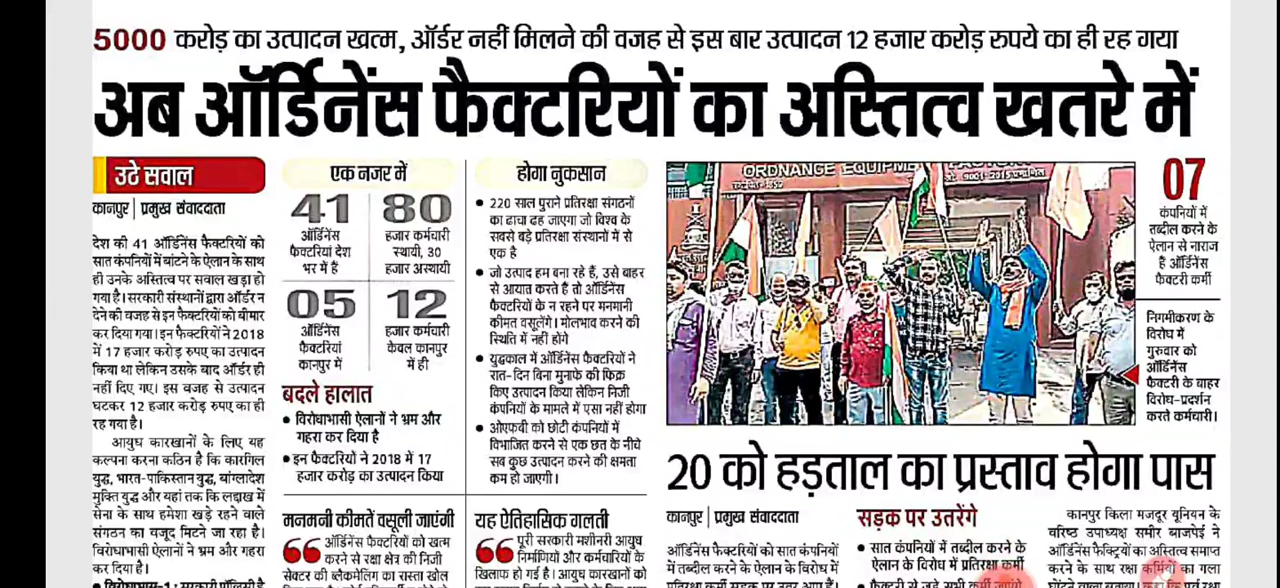 5000 करोड़ का उत्पादन खत्म, ऑर्डर नहीं मिलने की वजह से इस बार उत्पादन 12 हजार करोड़ रुपये का ही रह गया
अब ऑर्डिनेंस फैक्टरियों का अस्तित्व खतरे में
उठे सवाल
कानपुर | प्रमुख संवाददाता
देश की 41 ऑर्डिनेंस फैक्टरियों को
सात कंपनियों में बांटने के ऐलान के साथ
ही उनके अस्तित्व पर सवाल खड़ा हो
गया है। सरकारी संस्थानों द्वारा ऑर्डर न
देने की वजह से इन फैक्टरियों को बीमार
कर दिया गया। इन फैक्टरियों ने 2018
में 17 हजार करोड़ रुपए का उत्पादन
किया था लेकिन उसके बाद ऑर्डर ही
नहीं दिए गए। इस वजह से उत्पादन
घटकर 12 हजार करोड़ रुपए का ही
रह गया है।
आयुध कारखानों के लिए यह
कल्पना करना कठिन है कि कारगिल
युद्ध, भारत-पाकिस्तान युद्ध, बांग्लादेश
मुक्ति युद्ध और यहां तक कि लद्दाख में
सेना के साथ हमेशा खड़े रहने वाले
संगठन का वजूद मिटने जा रहा है।
विरोधाभासी ऐलानों ने भ्रम और गहरा
कर दिया है।
एक नजर में
41
ऑर्डिनेंस
फैक्टरियां देश
भर में हैं
80
हजार कर्मचारी
स्थायी, 30
हजार अस्थायी
05
ऑर्डिनेंस
फैक्टरियां
कानपुर में
12
हजार कर्मचारी
केवल कानपुर
में ही
बदले हालात
• विरोधाभासी ऐलानों ने भ्रम और
गहरा कर दिया है
• इन फैक्टरियों ने 2018 में 17
हजार करोड़ का उत्पादन किया
मनमनी कीमतें वसूली जाएंगी
ऑर्डिनेंस फैक्टरियों को खत्म
करने से रक्षा क्षेत्र की निजी
सेक्टर की ब्लैकमेलिंग का रास्ता खोल
होगा नुकसान
• 220 साल पुराने प्रतिरक्षा संगठनों
का ढाचा ढह जाएगा जो विश्व के
सबसे बड़े प्रतिरक्षा संस्थानों में से
एक है
• जो उत्पाद हम बना रहे हैं, उसे बाहर
से आयात करते हैं तो ऑर्डिनेंस
फैक्टरियों के न रहने पर मनमानी
कीमत वसूलेंगे। मोलभाव करने की
स्थिति में नहीं होंगे
• युद्धकाल में ऑर्डिनेंस फैक्टरियों ने
रात-दिन बिना मुनाफे की फिक्र
किए उत्पादन किया लेकिन निजी
कंपनियों के मामले में एसा नहीं होगा
• ओएफबी को छोटी कंपनियों में
विभाजित करने से एक छत के नीचे
सब कुछ उत्पादन करने की क्षमता
कम हो जाएगी।
यह ऐतिहासिक गलती
पूरी सरकारी मशीनरी आयुध
निर्माणियों और कर्मचारियों के
खिलाफ हो गई है। आयुध कारखानों को
ORDNANCE EQUIPMENT FACTORY
07
कंपनियों में
तब्दील करने के
ऐलान से नाराज
हैं ऑर्डिनेंस
फैक्टरी कर्मी
निगमीकरण के
विरोध में
गुरुवार को
ऑर्डिनेंस
फैक्टरी के बाहर
विरोध-प्रदर्शन
करते कर्मचारी।
20 को हड़ताल का प्रस्ताव होगा पास
कानपुर | प्रमुख संवाददाता
ऑर्डिनेंस फैक्टरियों को सात कंपनियों
में तब्दील करने के ऐलान के विरोध में
सड़क पर उतरेंगे
• सात कंपनियों में तब्दील करने के
ऐलान के विरोध में प्रतिरक्षा कर्मी
कानपुर किला मजदूर यूनियन के
वरिष्ठ उपाध्यक्ष समीर बाजपेई ने
ऑर्डिनेंस फैक्ट्रियों का अस्तित्व समाप्त
करने के साथ रक्षा कर्मियों का गला